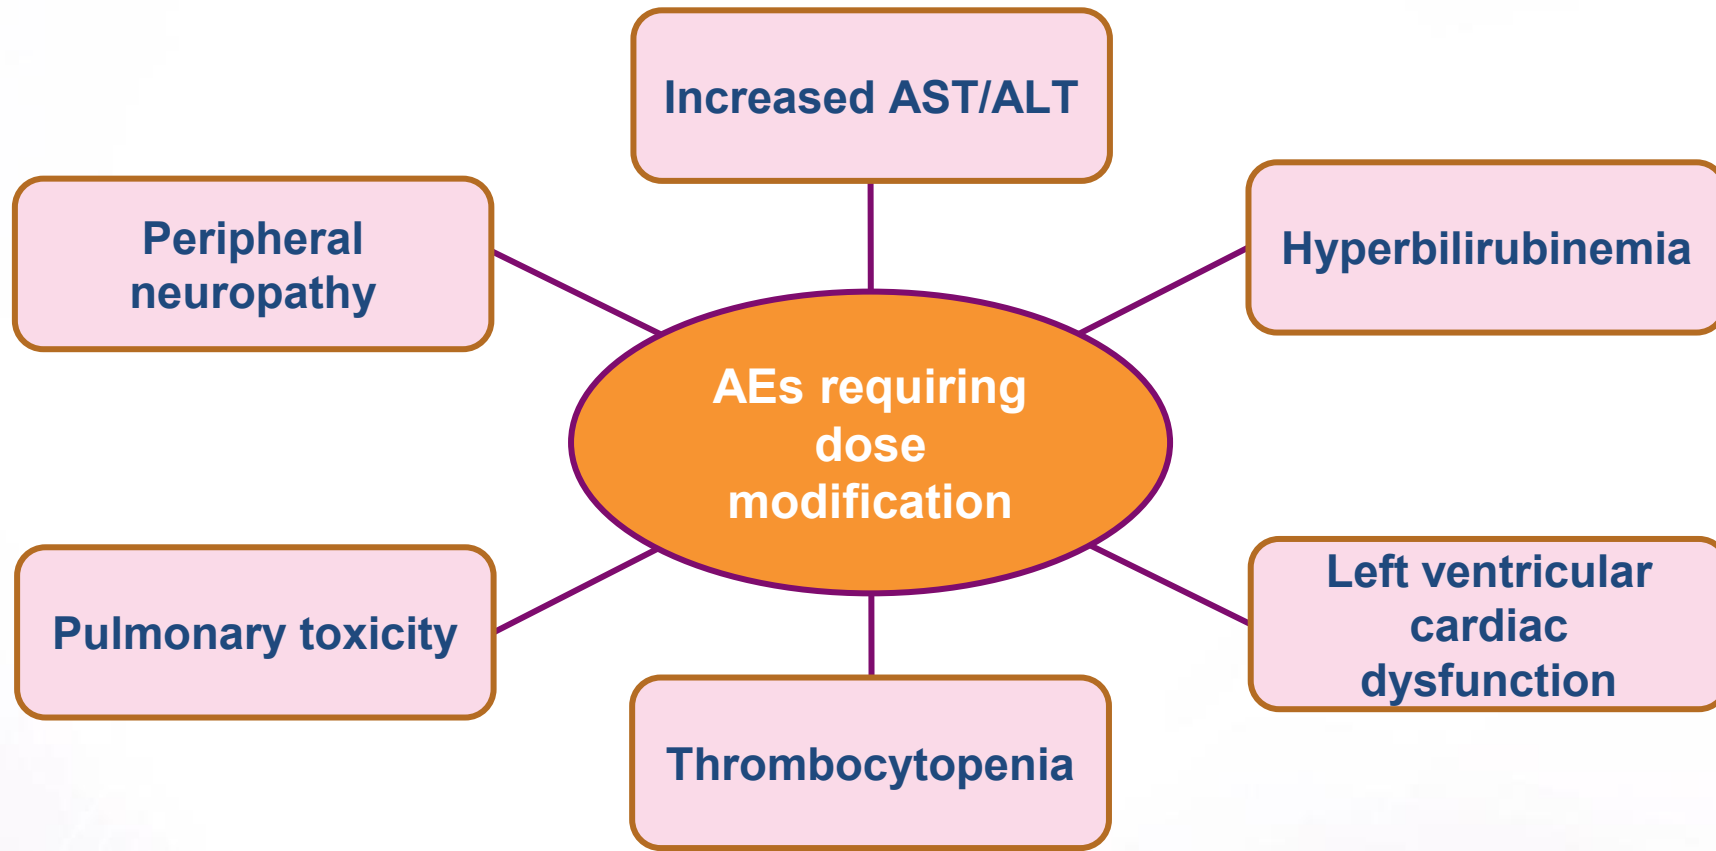 Increased AST/ALT
Peripheral
neuropathy
Hyperbilirubinemia
AEs requiring
dose
modification
Pulmonary toxicity
Left ventricular
cardiac
dysfunction
Thrombocytopenia